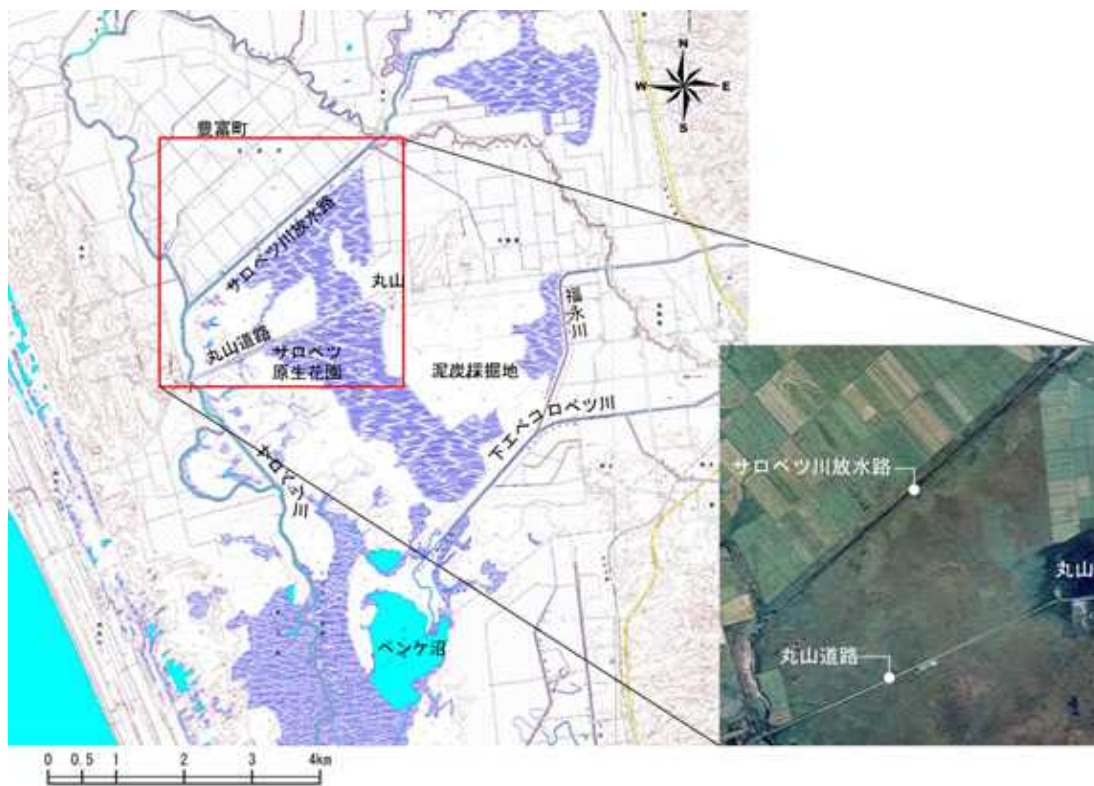 N
W E
S
豊富町
サロベツ川放水路
丸山
福永川
丸山道路
サロベツ
原生花園
泥炭採掘地
下エベコロベツ川
サロベツ川
ペンケ沼
サロベツ川放水路
丸山
丸山道路
0 0.5 1 2 3 4km